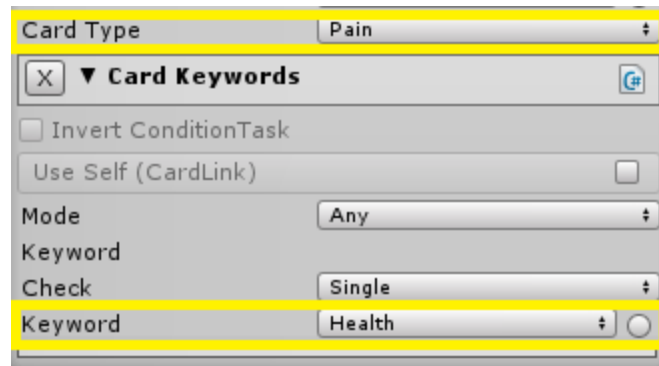 Card Type Pain
X ▼ Card Keywords C#
Invert ConditionTask
Use Self (CardLink)
Mode Any
Keyword
Check Single
Keyword Health